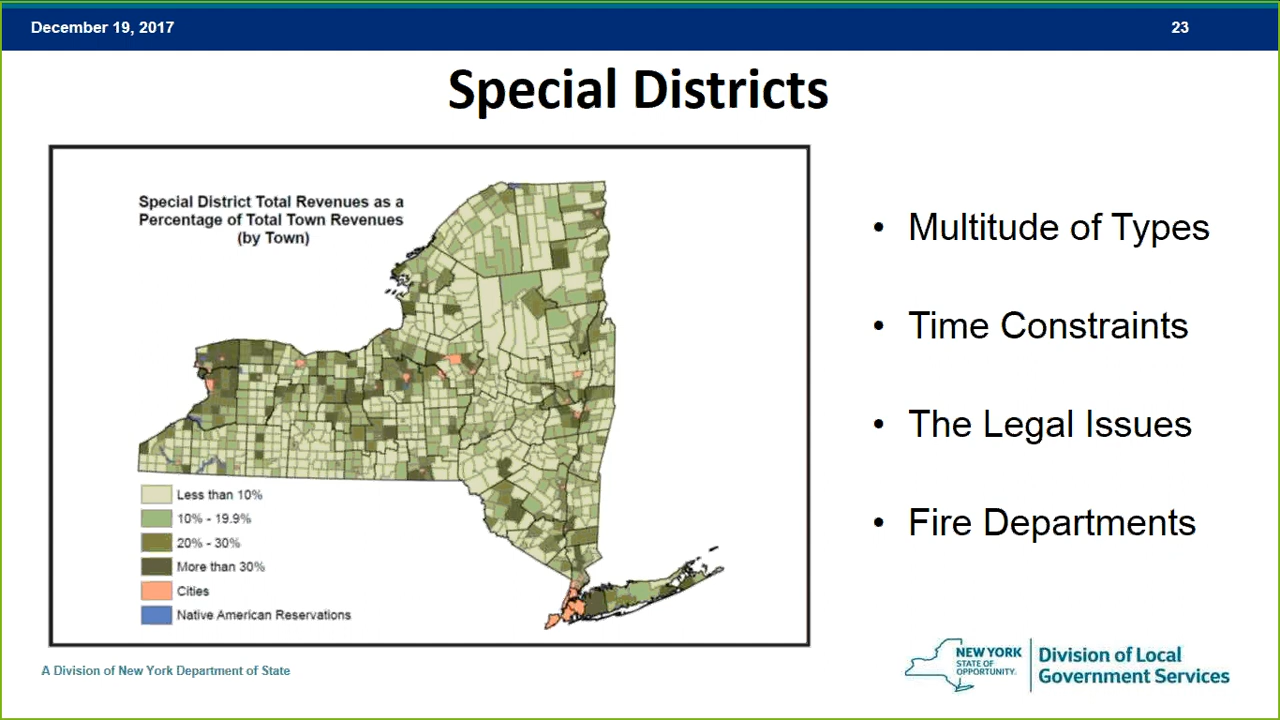 December 19, 2017
23
Special Districts
Special District Total Revenues as a
Percentage of Total Town Revenues
(by Town)
Less than 10%
10% - 19.9%
20% - 30%
More than 30%
Cities
Native American Reservations
• Multitude of Types
• Time Constraints
• The Legal Issues
• Fire Departments
A Division of New York Department of State
NEW YORK
STATE OF
OPPORTUNITY.
Division of Local
Government Services